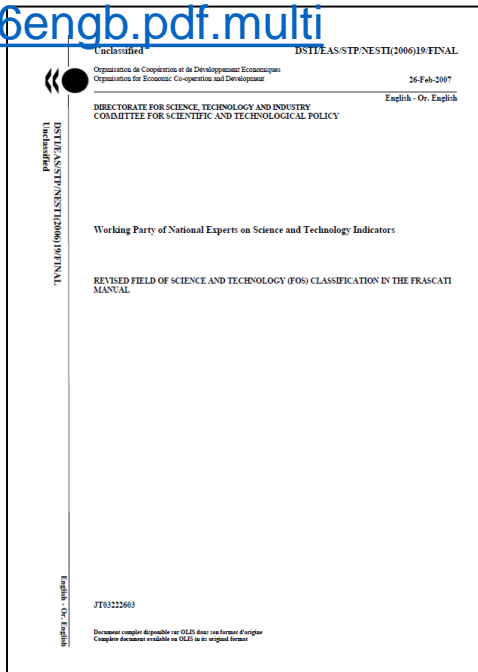 6engb.pdf.multi
Unclassified DSTI/EAS/STP/NESTI(2006)19/FINAL
Organisation de Coopération et de Développement Economiques
Organisation for Economic Co-operation and Development 26-Feb-2007
English - Or. English
DIRECTORATE FOR SCIENCE, TECHNOLOGY AND INDUSTRY
COMMITTEE FOR SCIENTIFIC AND TECHNOLOGICAL POLICY
DSTI/EAS/STP/NESTI(2006)19/FINAL
Unclassified
Working Party of National Experts on Science and Technology Indicators
REVISED FIELD OF SCIENCE AND TECHNOLOGY (FOS) CLASSIFICATION IN THE FRASCATI
MANUAL
English - Or. English
JT03222603
Document complet disponible sur OLIS dans son format d'origine
Complete document available on OLIS in its original format